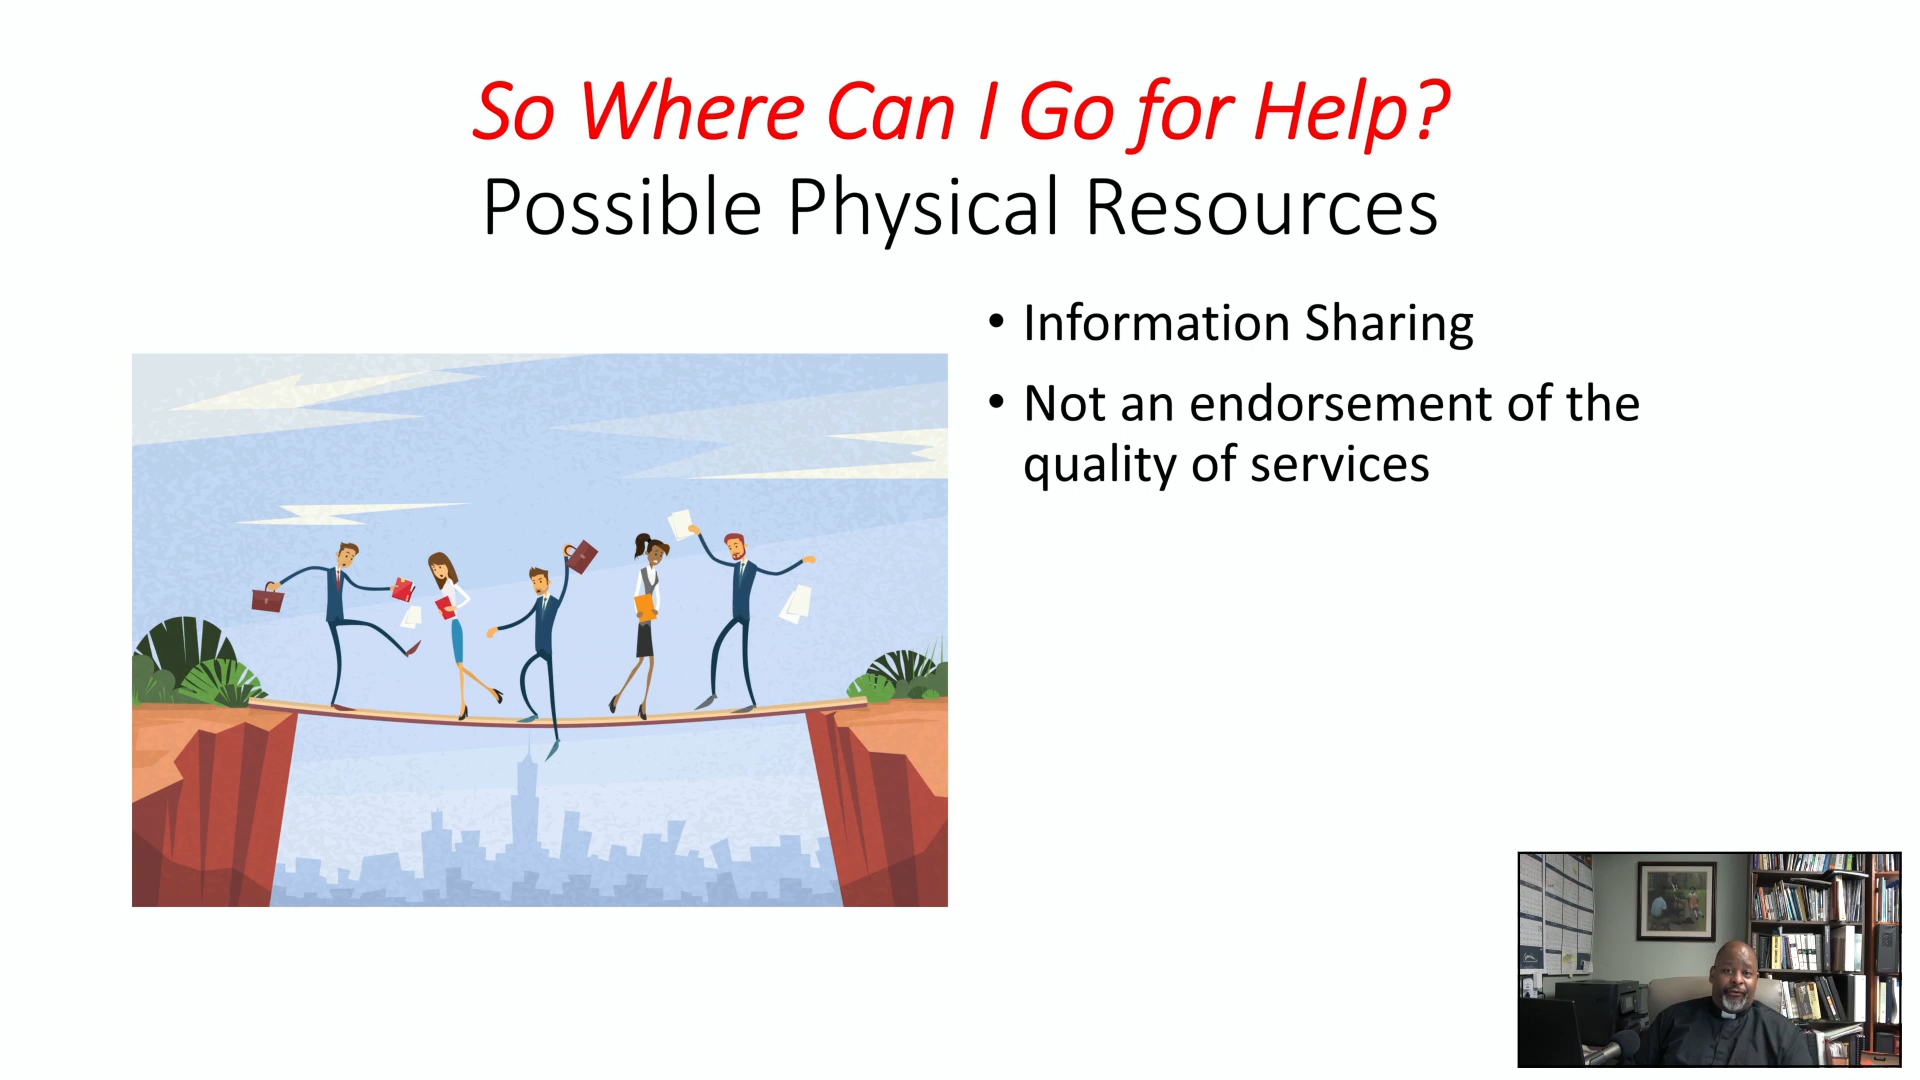 So Where Can I Go for Help?
Possible Physical Resources
• Information Sharing
• Not an endorsement of the
quality of services